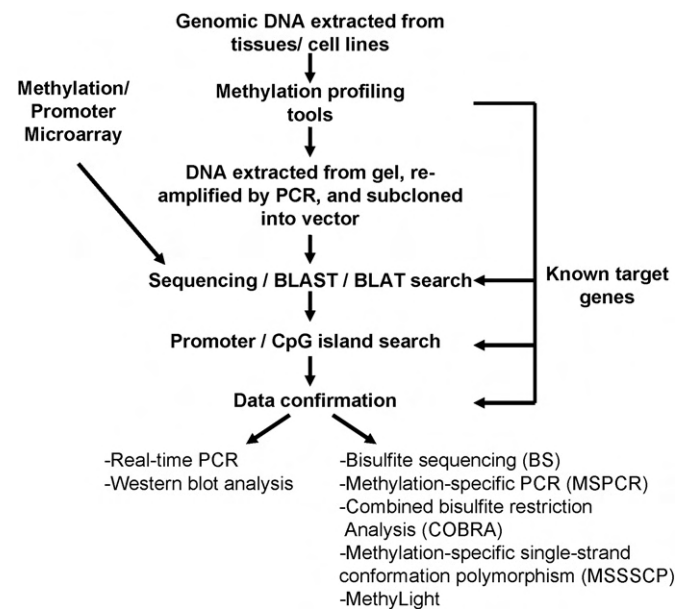 Genomic DNA extracted from
tissues/ cell lines
Methylation/
Promoter
Microarray
Methylation profiling
tools
DNA extracted from gel, re-
amplified by PCR, and subcloned
into vector
Sequencing / BLAST / BLAT search
Known target
genes
Promoter / CpG island search
Data confirmation
-Real-time PCR
-Western blot analysis
-Bisulfite sequencing (BS)
-Methylation-specific PCR (MSPCR)
-Combined bisulfite restriction
Analysis (COBRA)
-Methylation-specific single-strand
conformation polymorphism (MSSSCP)
-MethyLight